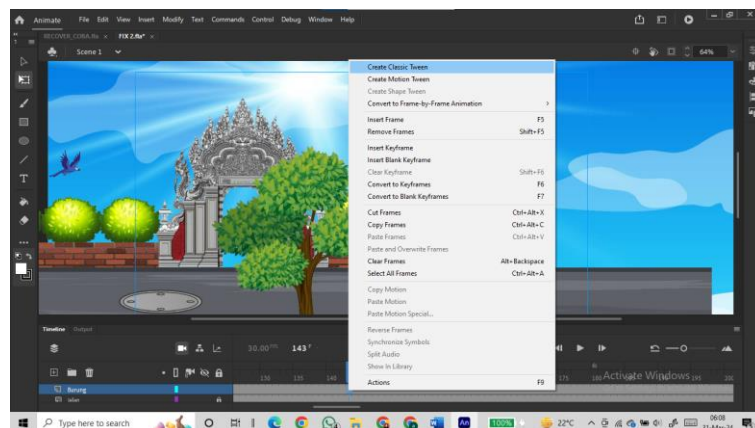 Animate File Edit View Insert Modify Text Commands Control Debug Window Help
RECOVER_COBA.fla × FIX 2.fla* ×
Scene 1 64%
Create Classic Tween
Create Motion Tween
Create Shape Tween
Convert to Frame-by-Frame Animation
Insert Frame F5
Remove Frames Shift+F5
Insert Keyframe
Insert Blank Keyframe
Clear Keyframe Shift+F6
Convert to Keyframes F6
Convert to Blank Keyframes F7
Cut Frames Ctrl+Alt+X
Copy Frames Ctrl+Alt+C
Paste Frames Ctrl+Alt+V
Paste and Overwrite Frames
Clear Frames Alt+Backspace
Select All Frames Ctrl+Alt+A
Copy Motion
Paste Motion
Paste Motion Special...
Reverse Frames
Synchronize Symbols
Split Audio
Show in Library
Actions F9
Timeline Output
30.00 FPS 143 F
130 135 140 175 180 195 200
Activate Windows
Burung
Type here to search 100% 22°C 06:08
11-May-24